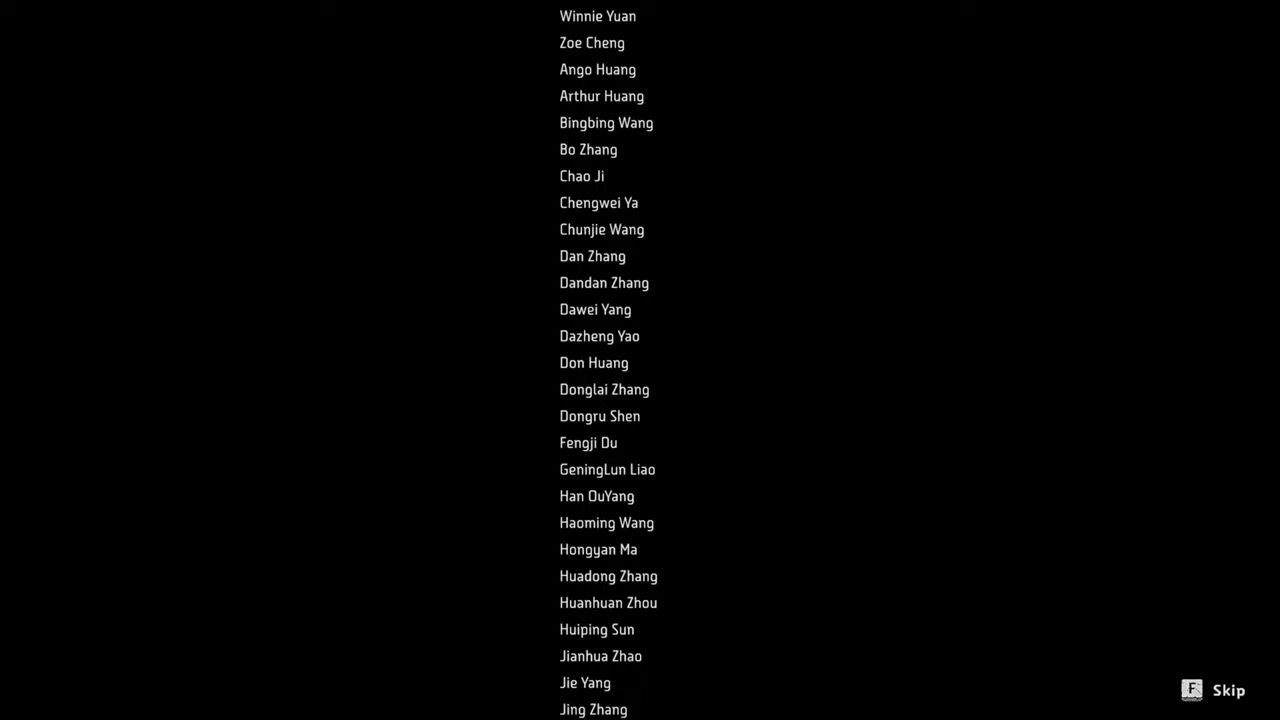 Winnie Yuan
Zoe Cheng
Ango Huang
Arthur Huang
Bingbing Wang
Bo Zhang
Chao Ji
Chengwei Ya
Chunjie Wang
Dan Zhang
Dandan Zhang
Dawei Yang
Dazheng Yao
Don Huang
Donglai Zhang
Dongru Shen
Fengji Du
GeningLun Liao
Han OuYang
Haoming Wang
Hongyan Ma
Huadong Zhang
Huanhuan Zhou
Huiping Sun
Jianhua Zhao
Jie Yang
Jing Zhang
F Skip